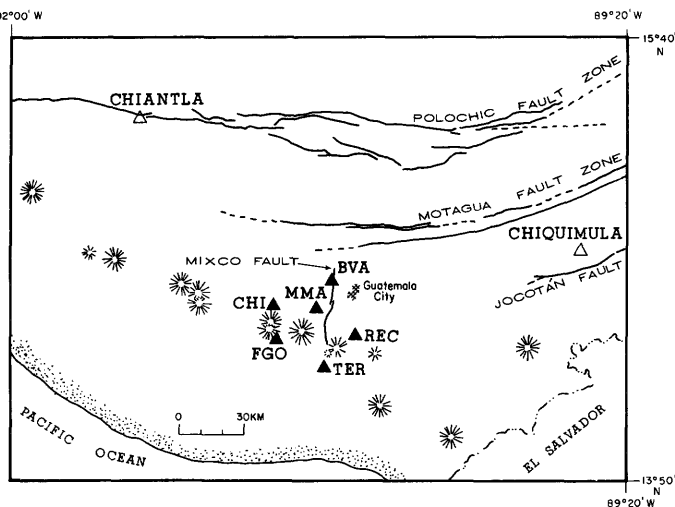 92°00' W
89°20' W
15°40'
N
CHIANTLA
POLOCHIC FAULT ZONE
MOTAGUA FAULT ZONE
CHIQUIMULA
MIXCO FAULT
BVA
JOCOTÁN FAULT
Guatemala
City
CHI
MMA
REC
FGO
TER
0 30KM
PACIFIC OCEAN
EL SALVADOR
13°50'
N
89°20' W